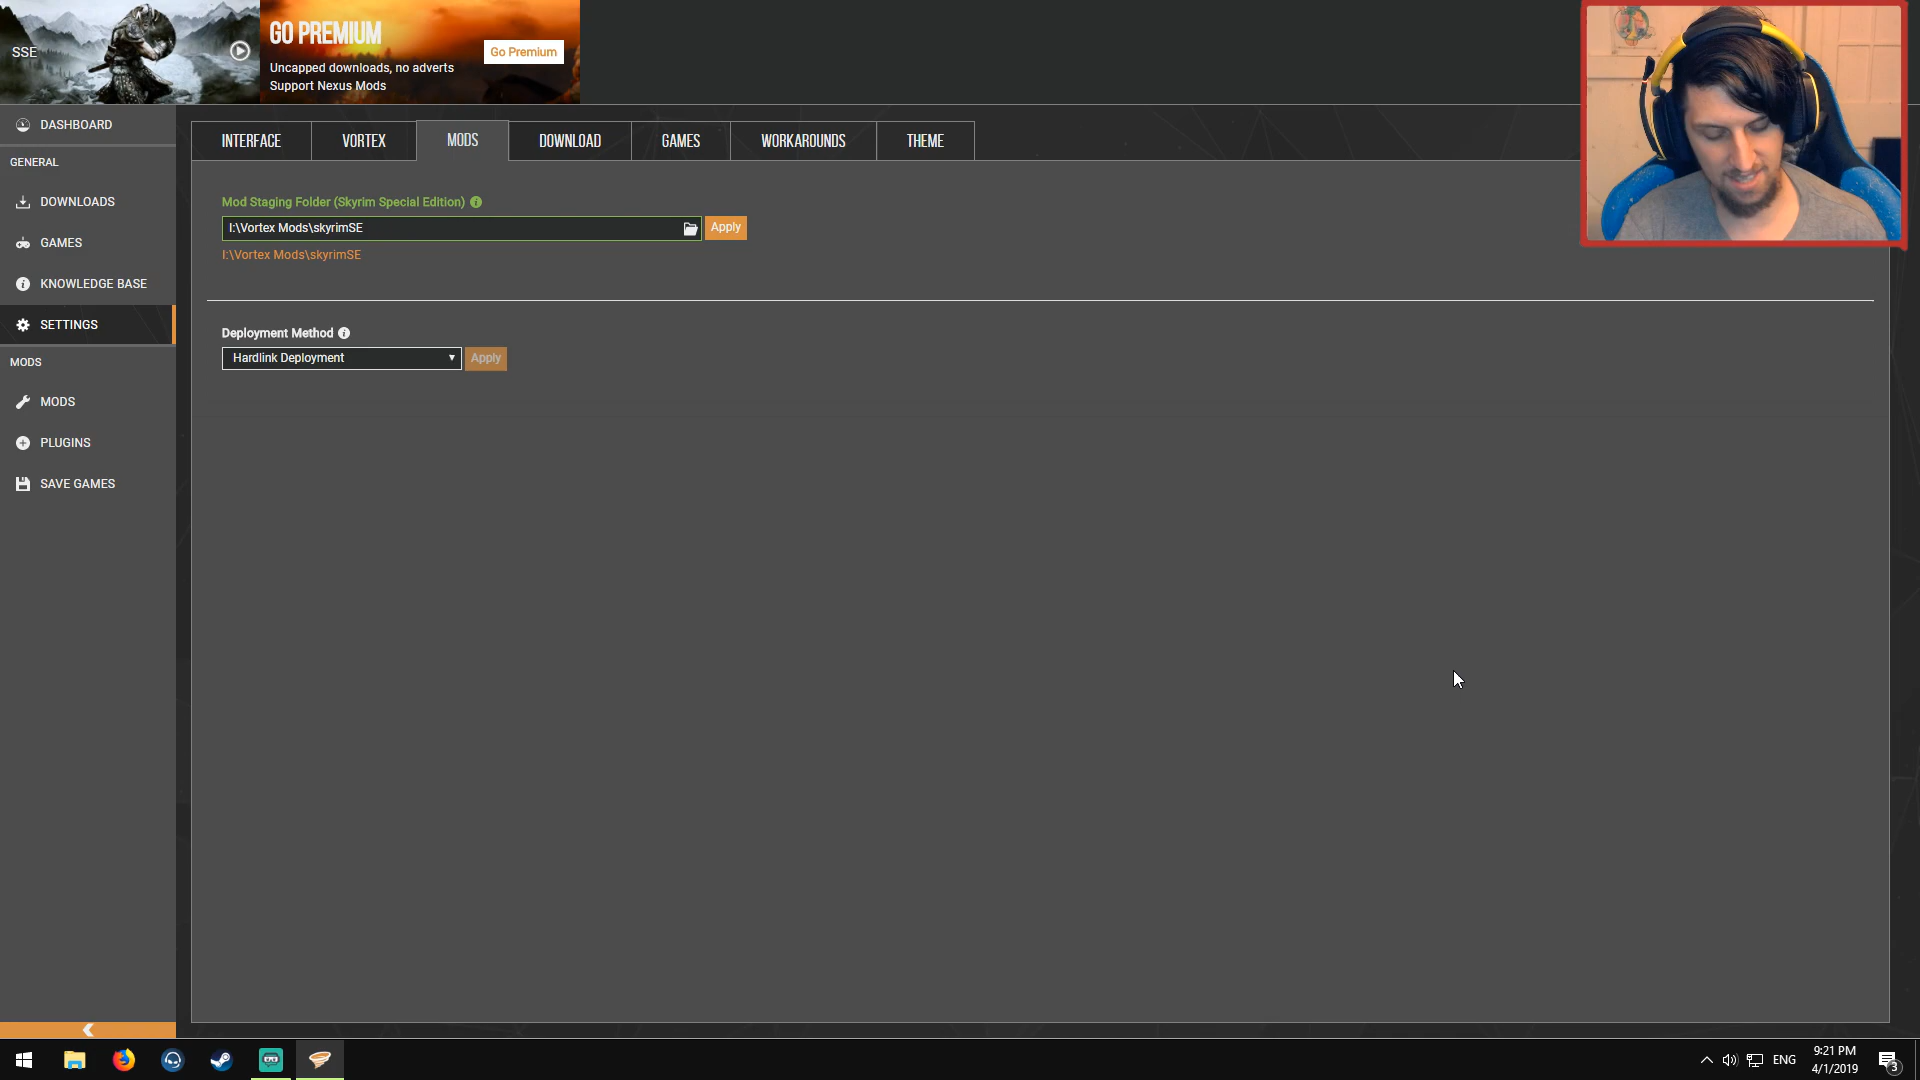 SSE
GO PREMIUM
Uncapped downloads, no adverts
Support Nexus Mods
Go Premium
DASHBOARD
GENERAL
DOWNLOADS
GAMES
KNOWLEDGE BASE
SETTINGS
MODS
MODS
PLUGINS
SAVE GAMES
INTERFACE
VORTEX
MODS
DOWNLOAD
GAMES
WORKAROUNDS
THEME
Mod Staging Folder (Skyrim Special Edition)
I:\Vortex Mods\skyrimSE
Apply
I:\Vortex Mods\skyrimSE
Deployment Method
Hardlink Deployment
Apply
ENG
9:21 PM
4/1/2019
3